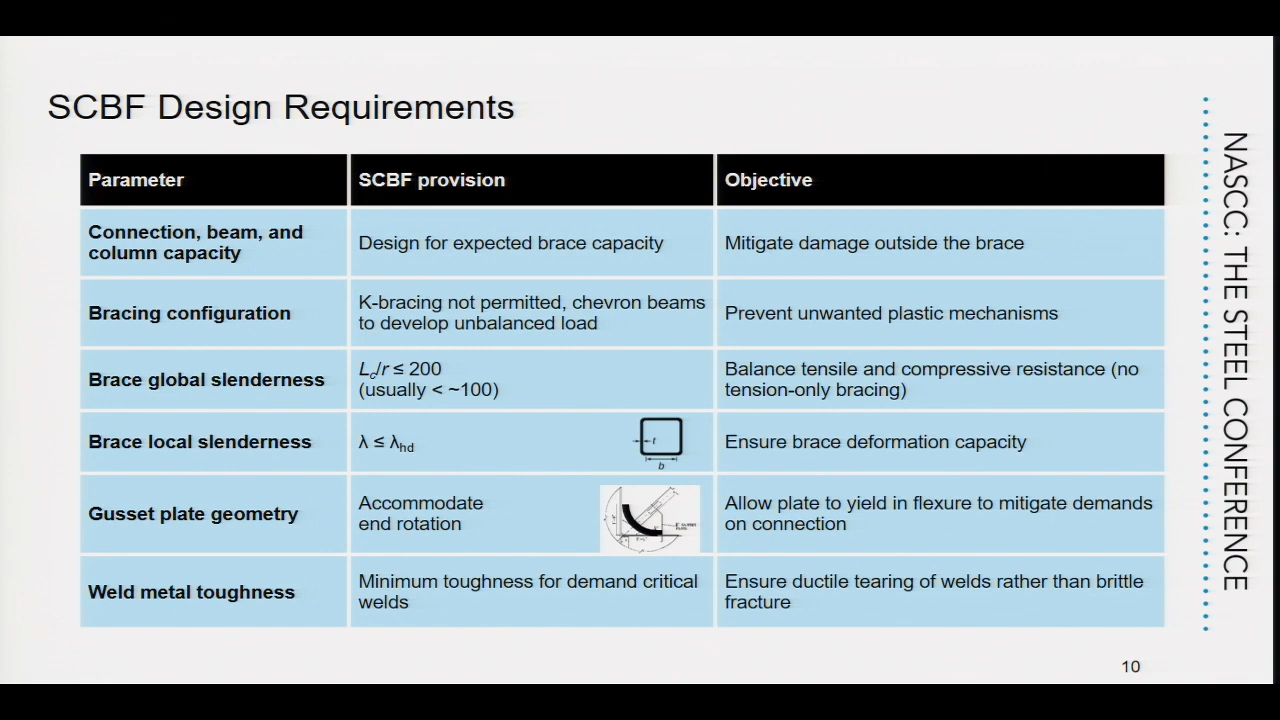 SCBF Design Requirements
Parameter
SCBF provision
Objective
Connection, beam, and
column capacity
Design for expected brace capacity
Mitigate damage outside the brace
Bracing configuration
K-bracing not permitted, chevron beams
to develop unbalanced load
Prevent unwanted plastic mechanisms
Brace global slenderness
Lc/r ≤ 200
(usually < ~100)
Balance tensile and compressive resistance (no
tension-only bracing)
Brace local slenderness
λ ≤ λhd
t
b
Ensure brace deformation capacity
Gusset plate geometry
Accommodate
end rotation
Allow plate to yield in flexure to mitigate demands
on connection
Weld metal toughness
Minimum toughness for demand critical
welds
Ensure ductile tearing of welds rather than brittle
fracture
NASCC: THE STEEL CONFERENCE
10